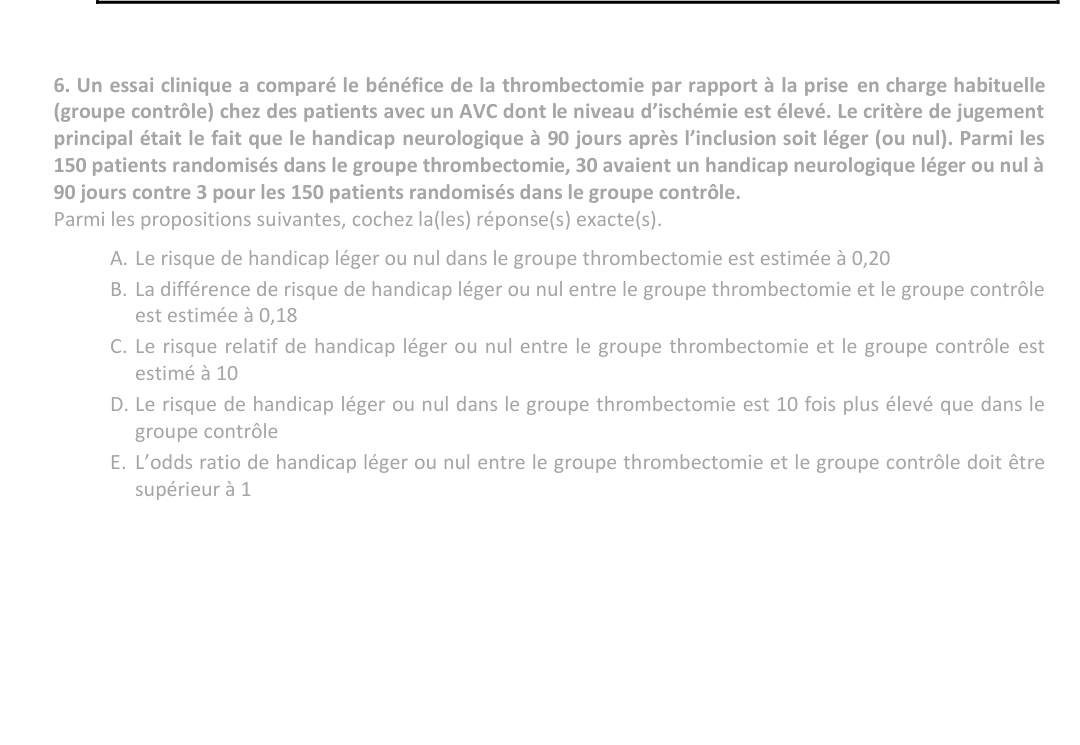 6. Un essai clinique a comparé le bénéfice de la thrombectomie par rapport à la prise en charge habituelle
(groupe contrôle) chez des patients avec un AVC dont le niveau d’ischémie est élevé. Le critère de jugement
principal était le fait que le handicap neurologique à 90 jours après l’inclusion soit léger (ou nul). Parmi les
150 patients randomisés dans le groupe thrombectomie, 30 avaient un handicap neurologique léger ou nul à
90 jours contre 3 pour les 150 patients randomisés dans le groupe contrôle.
Parmi les propositions suivantes, cochez la(les) réponse(s) exacte(s).
A. Le risque de handicap léger ou nul dans le groupe thrombectomie est estimée à 0,20
B. La différence de risque de handicap léger ou nul entre le groupe thrombectomie et le groupe contrôle
est estimée à 0,18
C. Le risque relatif de handicap léger ou nul entre le groupe thrombectomie et le groupe contrôle est
estimé à 10
D. Le risque de handicap léger ou nul dans le groupe thrombectomie est 10 fois plus élevé que dans le
groupe contrôle
E. L’odds ratio de handicap léger ou nul entre le groupe thrombectomie et le groupe contrôle doit être
supérieur à 1